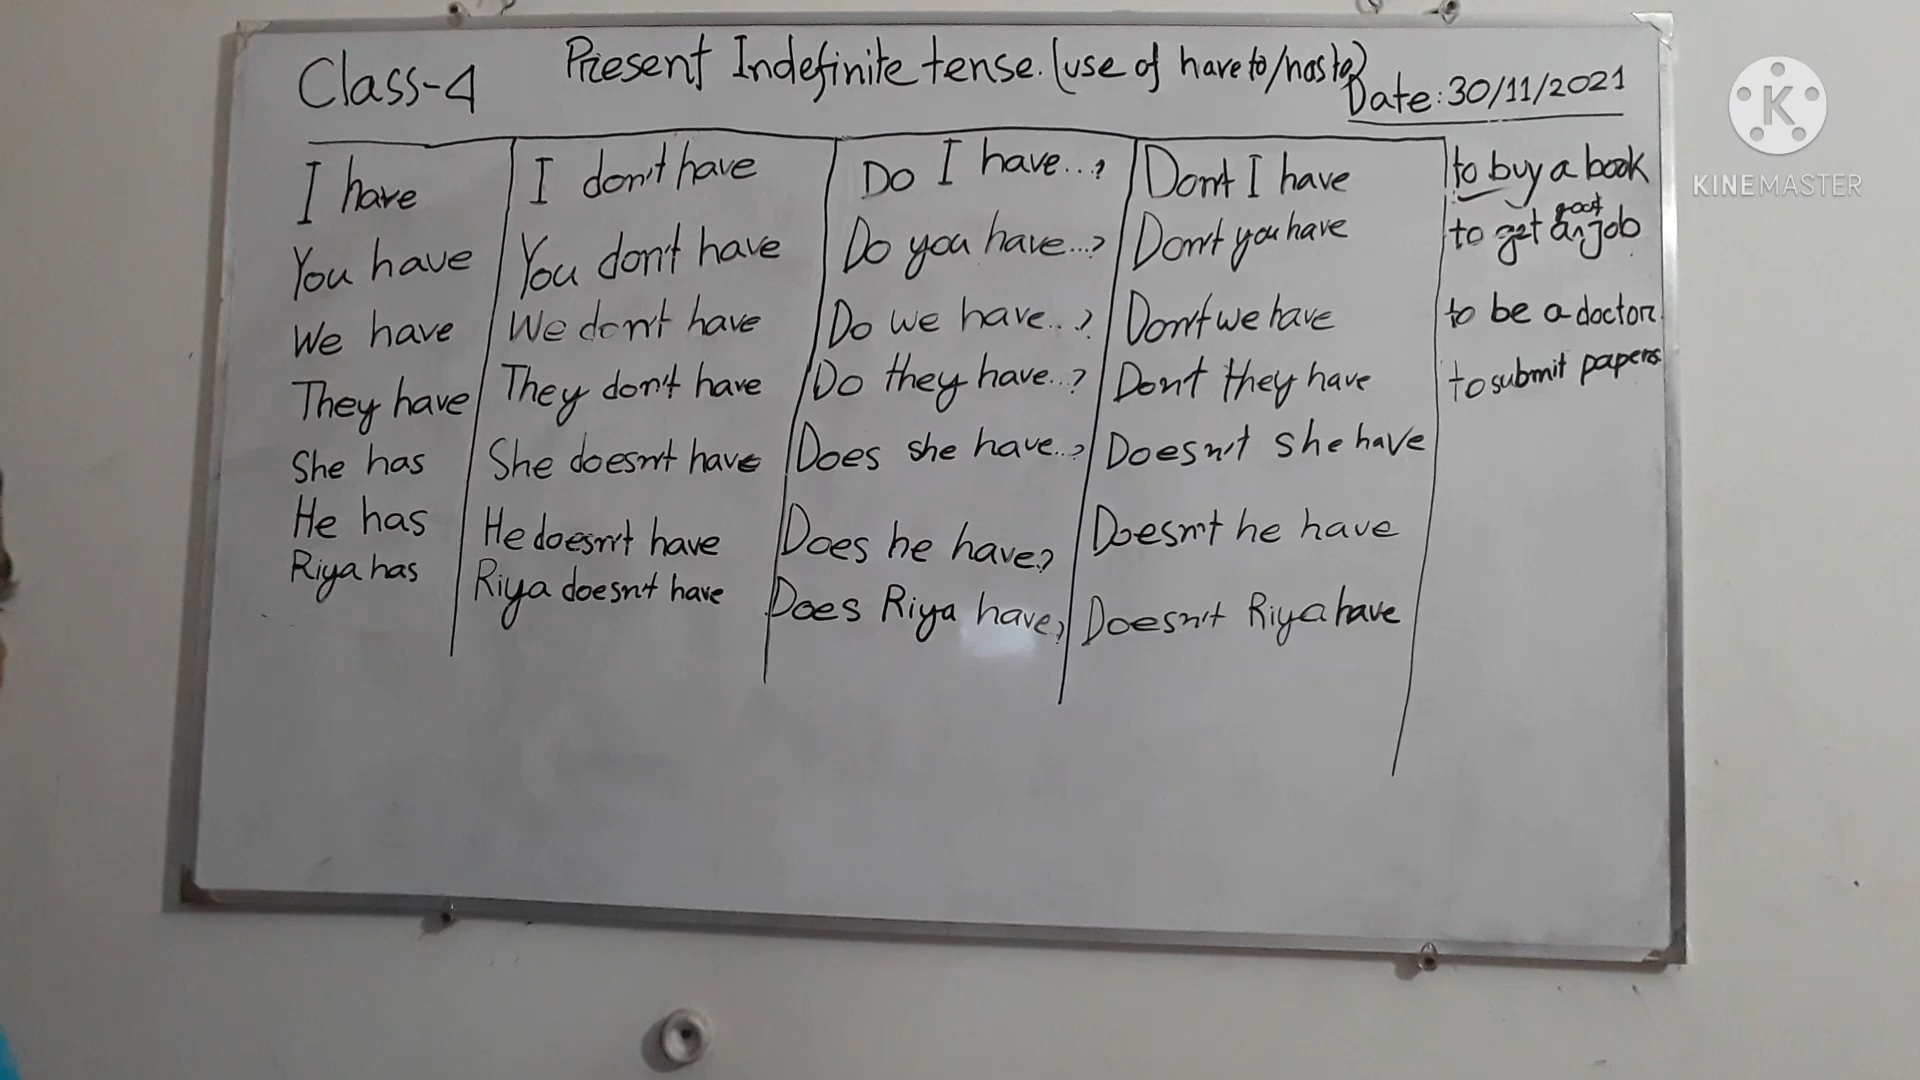 Class-4
Present Indefinite tense. (use of have to/has to)
Date: 30/11/2021
KINEMASTER
I have
You have
We have
They have
She has
He has
Riya has
I don't have
You don't have
We don't have
They don't have
She doesn't have
He doesn't have
Riya doesn't have
Do I have...?
Do you have...?
Do we have...?
Do they have...?
Does she have...?
Does he have?
Does Riya have?
Don't I have
Don't you have
Don't we have
Don't they have
Doesn't she have
Doesn't he have
Doesn't Riya have
to buy a book
to get a job
to be a doctor.
to submit papers